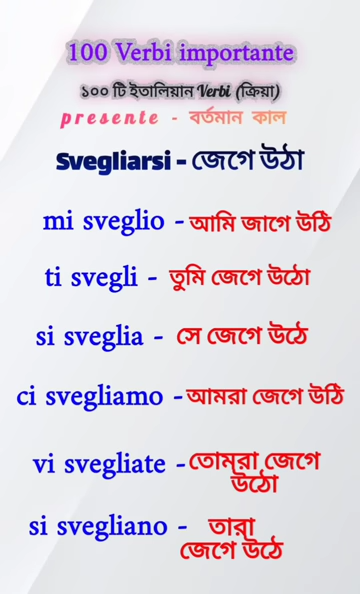 100 Verbi importante
১০০ টি ইতালিয়ান Verbi (ক্রিয়া)
presente - বর্তমান কাল
Svegliarsi - জেগে উঠা
mi sveglio - আমি জাগে উঠি
ti svegli - তুমি জেগে উঠো
si sveglia - সে জেগে উঠে
ci svegliamo - আমরা জেগে উঠি
vi svegliate - তোমরা জেগে
উঠো
si svegliano - তারা
জেগে উঠে